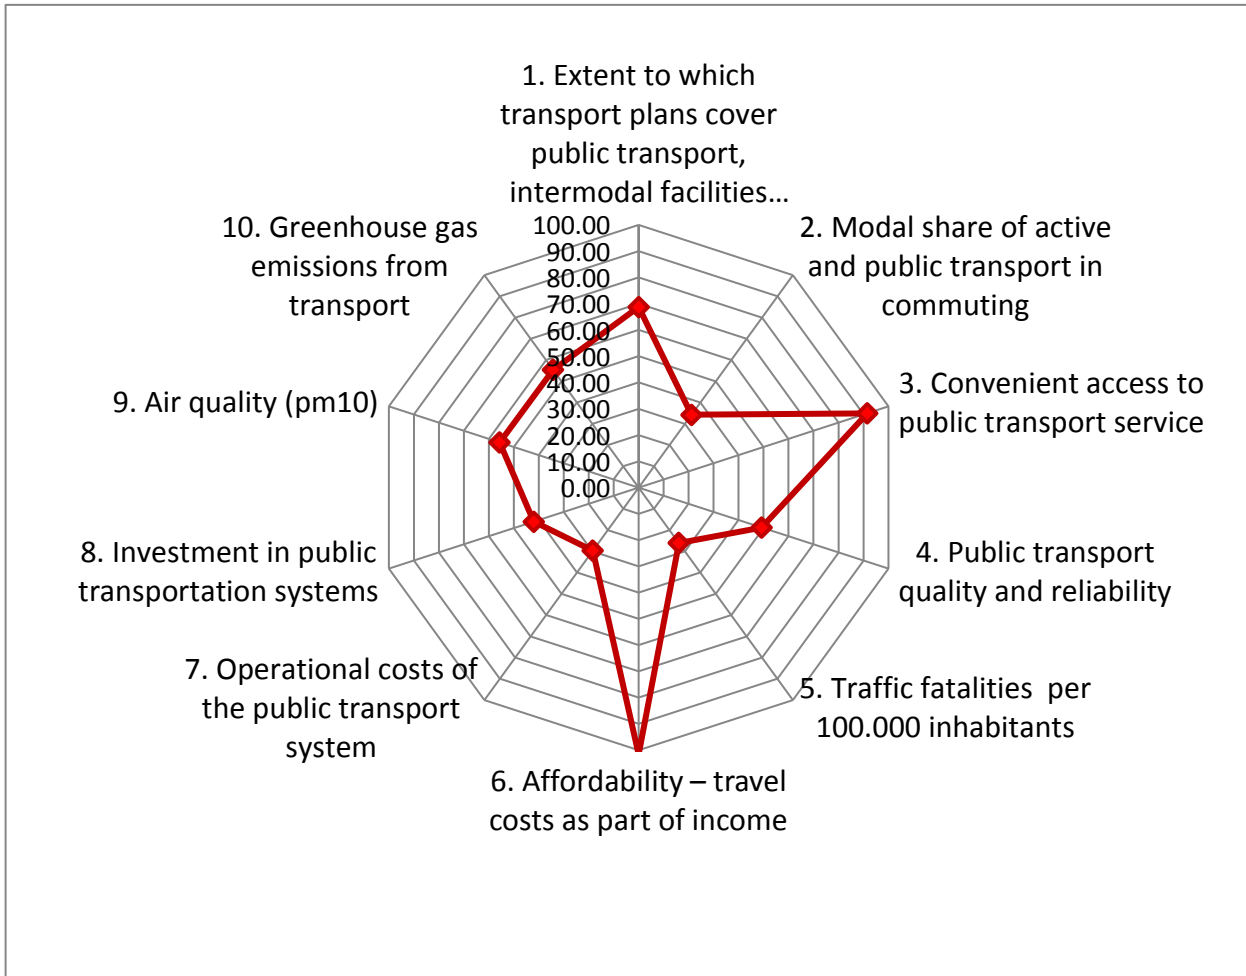 1. Extent to which
transport plans cover
public transport,
intermodal facilities...
2. Modal share of active
and public transport in
commuting
3. Convenient access to
public transport service
4. Public transport
quality and reliability
5. Traffic fatalities  per
100.000 inhabitants
6. Affordability – travel
costs as part of income
7. Operational costs of
the public transport
system
8. Investment in public
transportation systems
9. Air quality (pm10)
10. Greenhouse gas
emissions from
transport
100.00
90.00
80.00
70.00
60.00
50.00
40.00
30.00
20.00
10.00
0.00